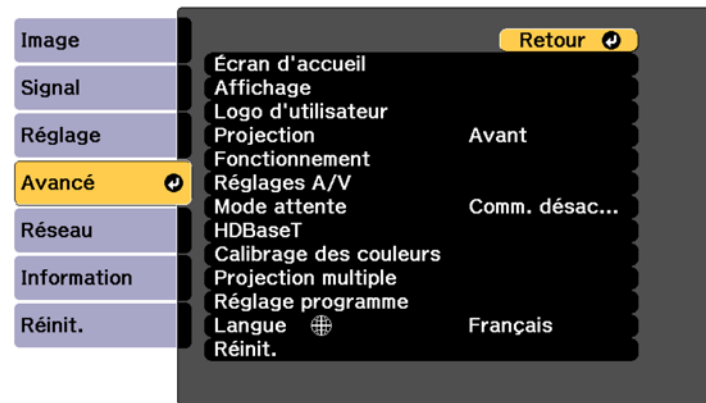 Image
Signal
Réglage
Avancé
Réseau
Information
Réinit.
Retour
Écran d'accueil
Affichage
Logo d'utilisateur
Projection Avant
Fonctionnement
Réglages A/V
Mode attente Comm. désac...
HDBaseT
Calibrage des couleurs
Projection multiple
Réglage programme
Langue Français
Réinit.